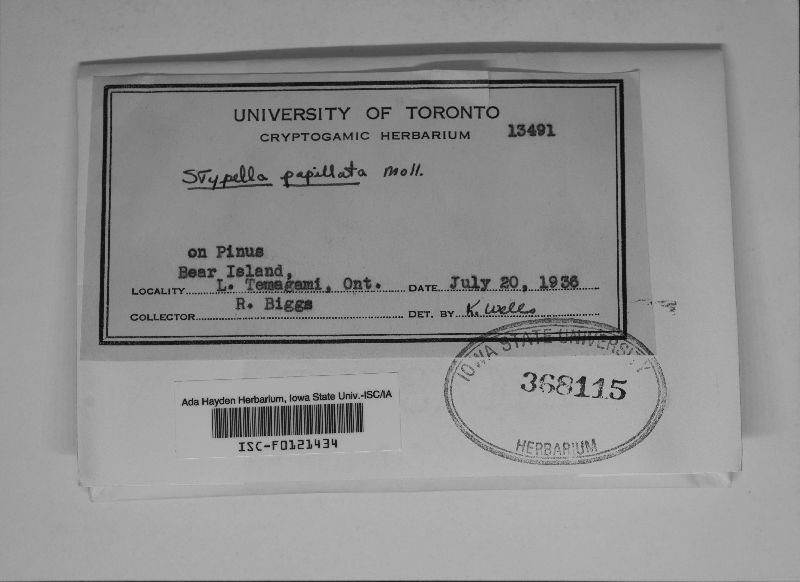 UNIVERSITY OF TORONTO
CRYPTOGAMIC HERBARIUM 13491
Stypella papillata Moll.
on Pinus
Bear Island,
LOCALITY L. Temagami, Ont. DATE July 20, 1936
COLLECTOR R. Biggs DET. BY K. Wells
IOWA STATE UNIVERSITY
368115
HERBARIUM
Ada Hayden Herbarium, Iowa State Univ.-ISC/IA
ISC-F0121434